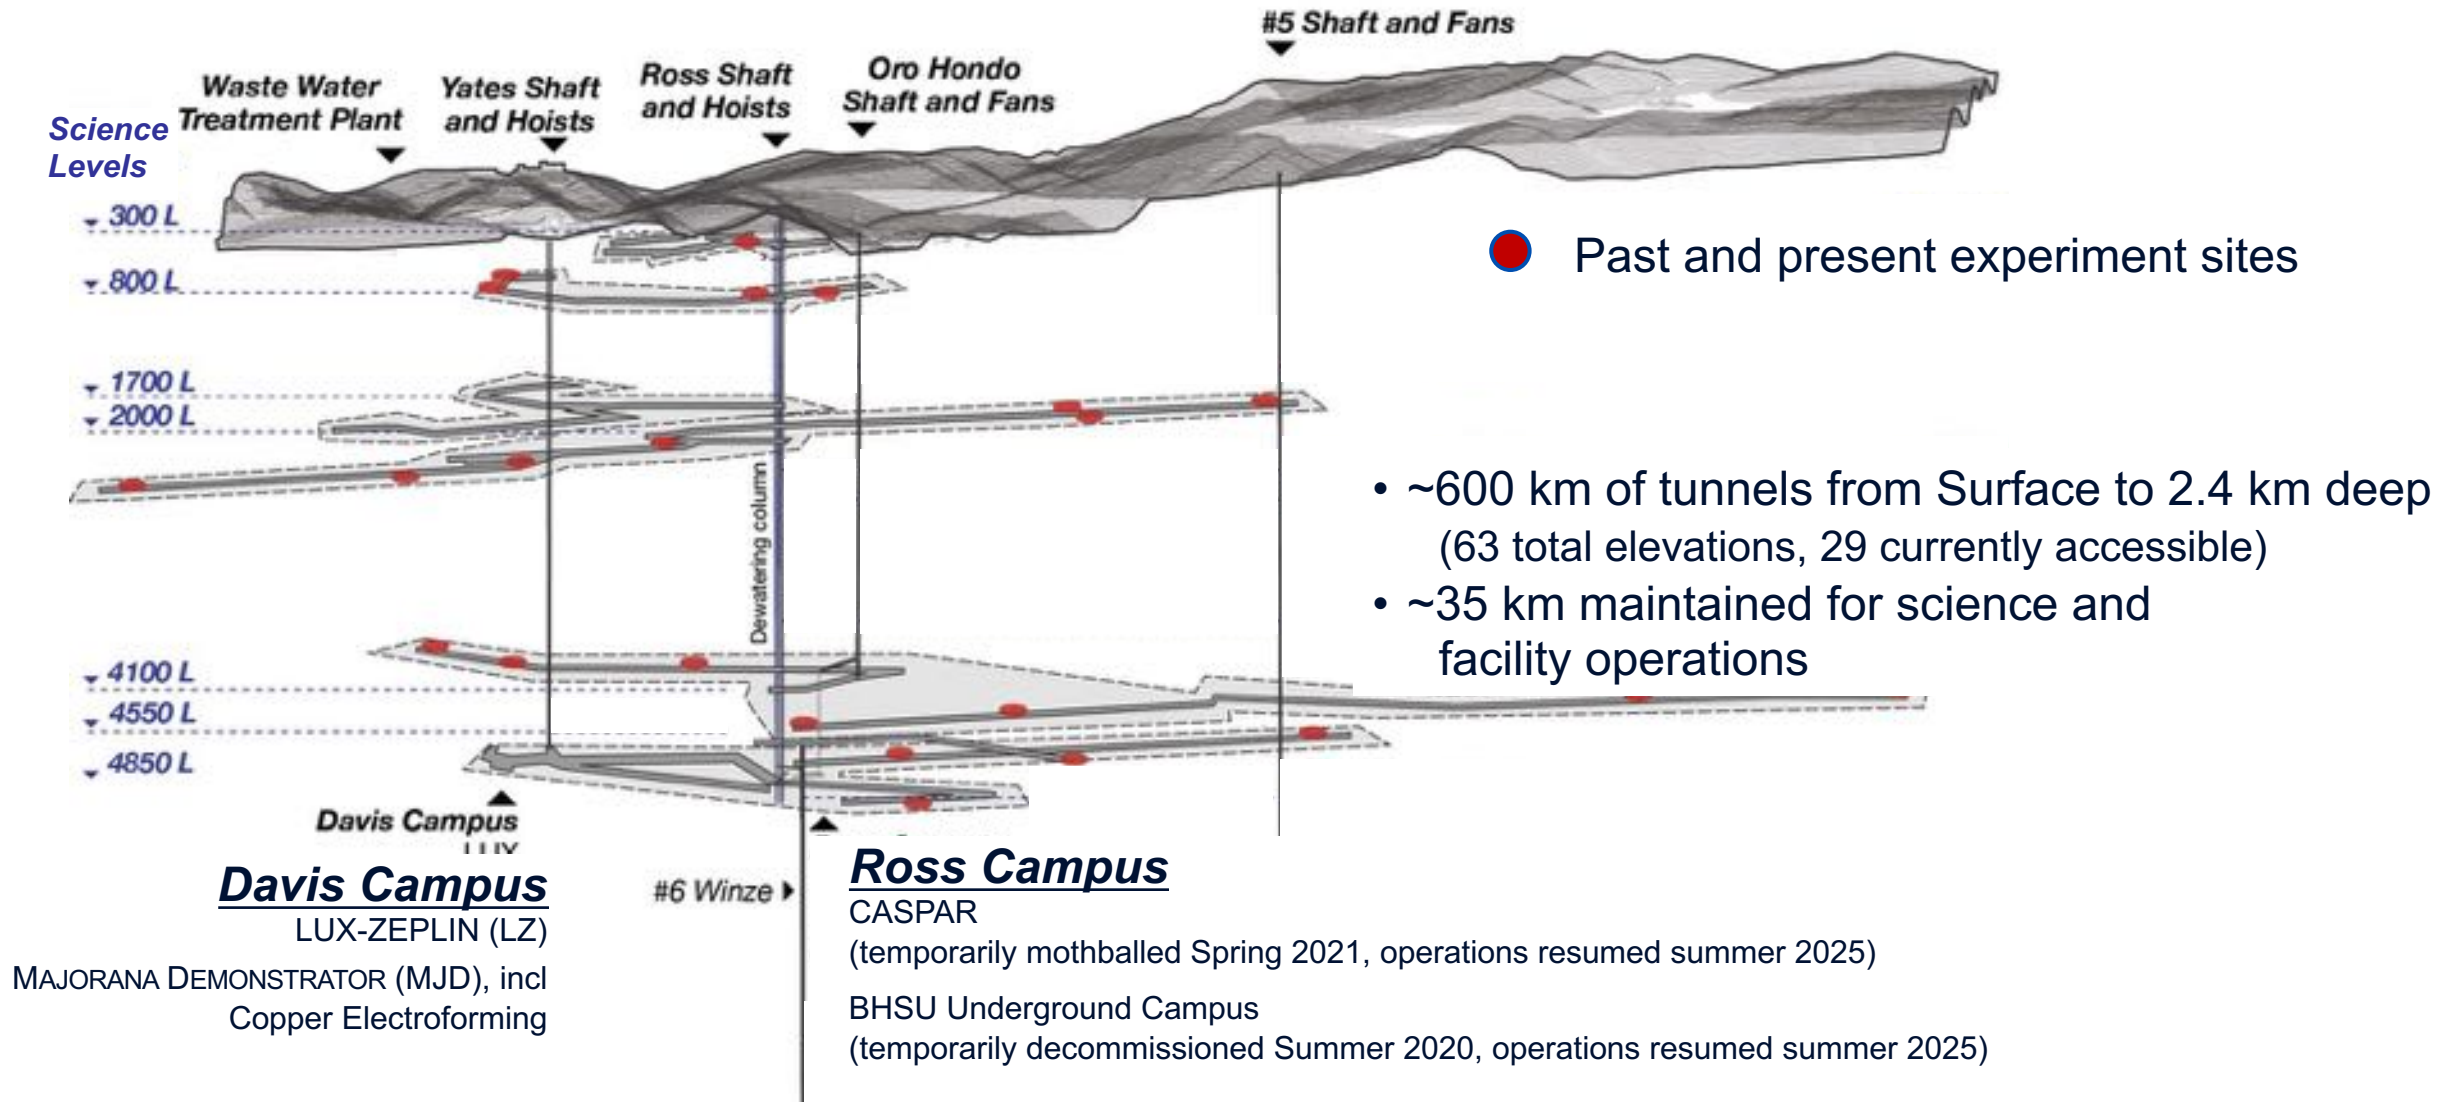 #5 Shaft and Fans
Oro Hondo
Shaft and Fans
Ross Shaft
and Hoists
Yates Shaft
and Hoists
Waste Water
Treatment Plant
Science
Levels
300 L
800 L
1700 L
2000 L
4100 L
4550 L
4850 L
Dewatering column
Past and present experiment sites
• ~600 km of tunnels from Surface to 2.4 km deep
(63 total elevations, 29 currently accessible)
• ~35 km maintained for science and
facility operations
Davis Campus
Davis Campus
LUX-ZEPLIN (LZ)
MAJORANA DEMONSTRATOR (MJD), incl
Copper Electroforming
#6 Winze
Ross Campus
CASPAR
(temporarily mothballed Spring 2021, operations resumed summer 2025)
BHSU Underground Campus
(temporarily decommissioned Summer 2020, operations resumed summer 2025)